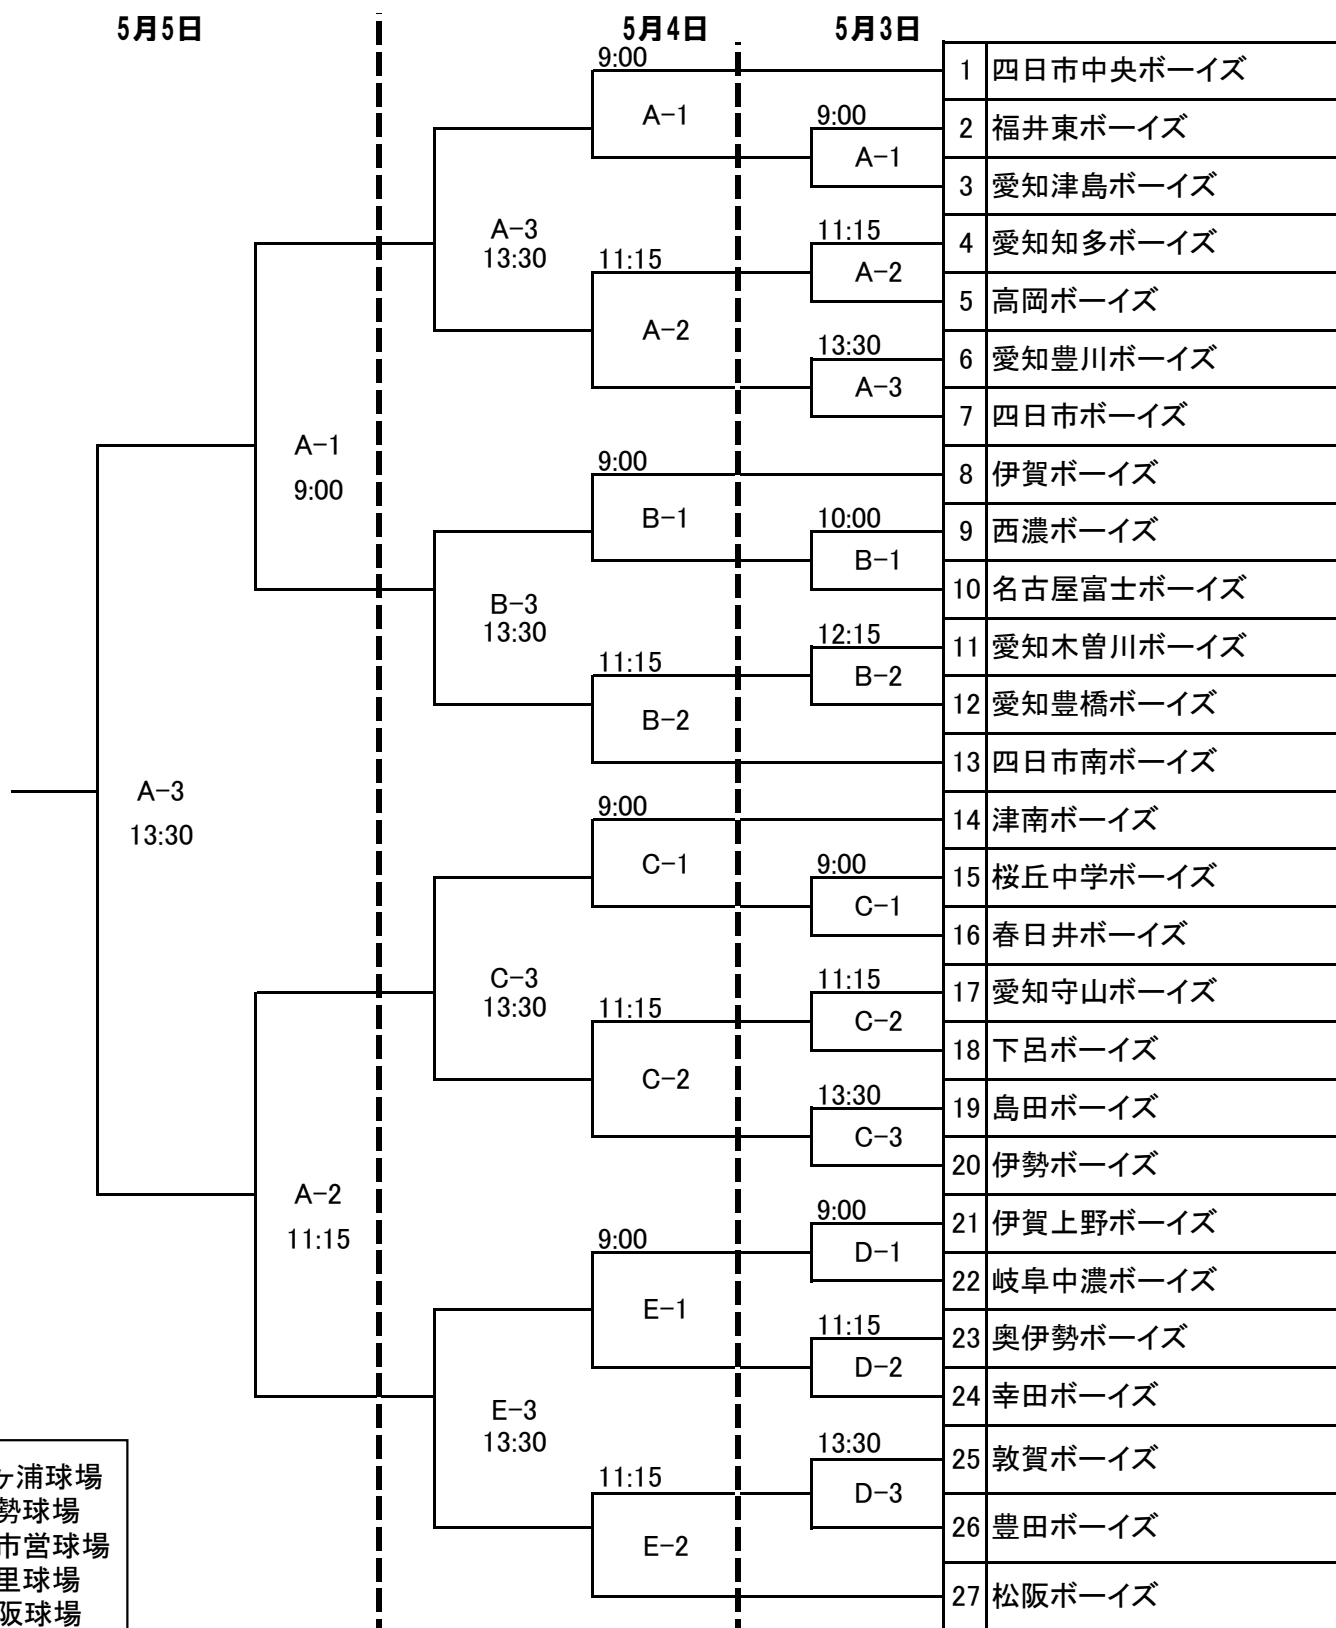 5月5日 5月4日 5月3日
9:00
1 四日市中央ボーイズ
A-1
9:00
2 福井東ボーイズ
A-1
3 愛知津島ボーイズ
A-3
13:30
11:15
4 愛知知多ボーイズ
11:15
A-2
5 高岡ボーイズ
A-2
13:30
6 愛知豊川ボーイズ
A-3
7 四日市ボーイズ
A-1
9:00
9:00
8 伊賀ボーイズ
B-1
10:00
9 西濃ボーイズ
B-1
10 名古屋富士ボーイズ
B-3
13:30
12:15
11 愛知木曽川ボーイズ
11:15
B-2
12 愛知豊橋ボーイズ
B-2
13 四日市南ボーイズ
A-3
13:30
9:00
14 津南ボーイズ
C-1
9:00
15 桜丘中学ボーイズ
C-1
16 春日井ボーイズ
C-3
13:30
11:15
17 愛知守山ボーイズ
11:15
C-2
18 下呂ボーイズ
C-2
13:30
19 島田ボーイズ
C-3
20 伊勢ボーイズ
A-2
11:15
9:00
21 伊賀上野ボーイズ
9:00
D-1
22 岐阜中濃ボーイズ
E-1
11:15
23 奥伊勢ボーイズ
D-2
24 幸田ボーイズ
E-3
13:30
13:30
25 敦賀ボーイズ
11:15
D-3
26 豊田ボーイズ
E-2
27 松阪ボーイズ
ケ浦球場
勢球場
市営球場
里球場
阪球場